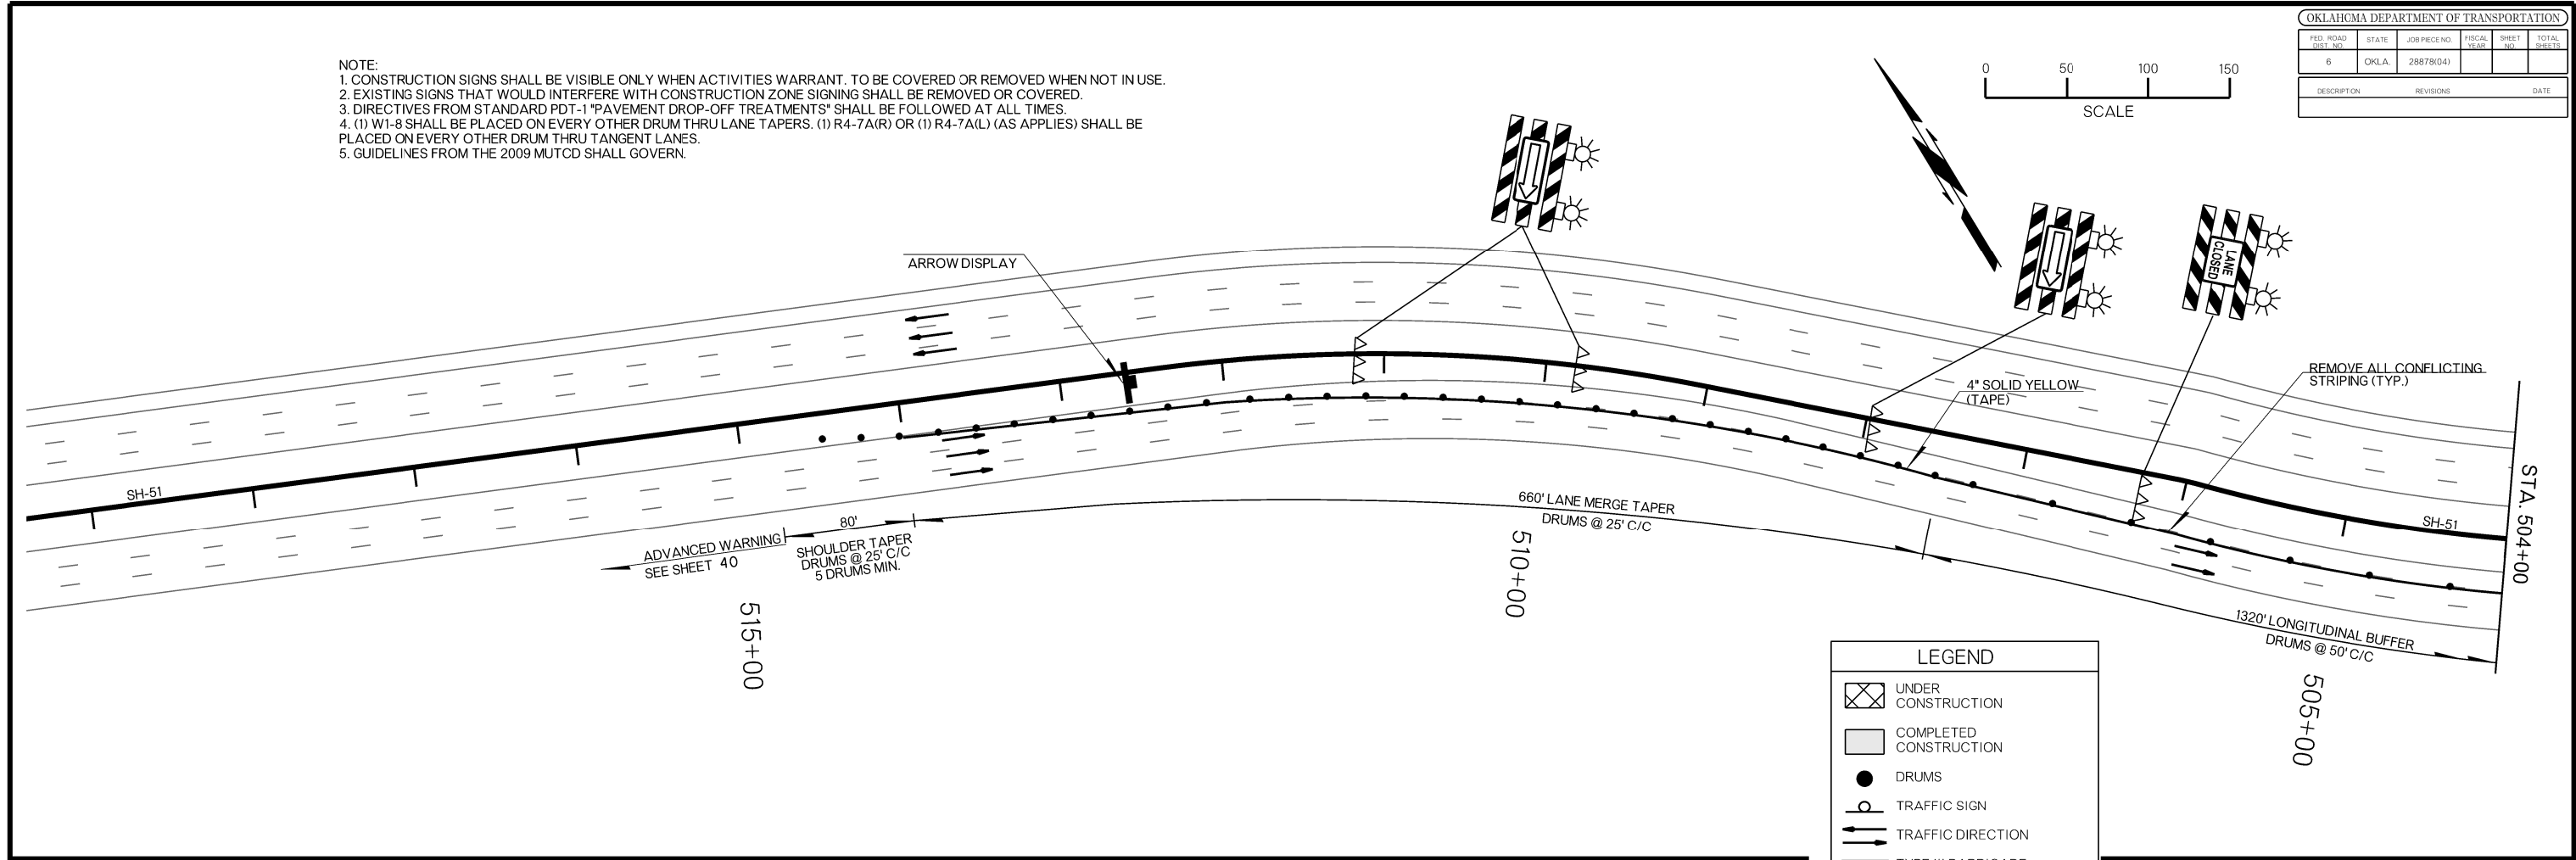 OKLAHOMA DEPARTMENT OF TRANSPORTATION
FED. ROAD DIST. NO. STATE JOB PIECE NO. FISCAL YEAR SHEET NO. TOTAL SHEETS
6 OKLA. 28878(04)
DESCRIPTION REVISIONS DATE
NOTE:
1. CONSTRUCTION SIGNS SHALL BE VISIBLE ONLY WHEN ACTIVITIES WARRANT. TO BE COVERED OR REMOVED WHEN NOT IN USE.
2. EXISTING SIGNS THAT WOULD INTERFERE WITH CONSTRUCTION ZONE SIGNING SHALL BE REMOVED OR COVERED.
3. DIRECTIVES FROM STANDARD PDT-1 "PAVEMENT DROP-OFF TREATMENTS" SHALL BE FOLLOWED AT ALL TIMES.
4. (1) W1-8 SHALL BE PLACED ON EVERY OTHER DRUM THRU LANE TAPERS. (1) R4-7A(R) OR (1) R4-7A(L) (AS APPLIES) SHALL BE
PLACED ON EVERY OTHER DRUM THRU TANGENT LANES.
5. GUIDELINES FROM THE 2009 MUTCD SHALL GOVERN.
0 50 100 150
SCALE
ARROW DISPLAY
LANE
CLOSED
REMOVE ALL CONFLICTING
STRIPING (TYP.)
4" SOLID YELLOW
(TAPE)
SH-51
SH-51
STA. 504+00
660' LANE MERGE TAPER
DRUMS @ 25' C/C
80'
SHOULDER TAPER
DRUMS @ 25' C/C
5 DRUMS MIN.
ADVANCED WARNING
SEE SHEET 40
515+00
510+00
505+00
1320' LONGITUDINAL BUFFER
DRUMS @ 50' C/C
LEGEND
UNDER
CONSTRUCTION
COMPLETED
CONSTRUCTION
DRUMS
TRAFFIC SIGN
TRAFFIC DIRECTION